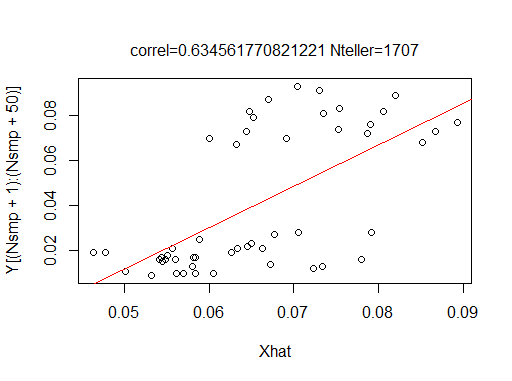 correl=0.634561770821221 Nteller=1707
Y[(Nsmp + 1):(Nsmp + 50)]
0.08
0.06
0.04
0.02
0.05 0.06 0.07 0.08 0.09
Xhat